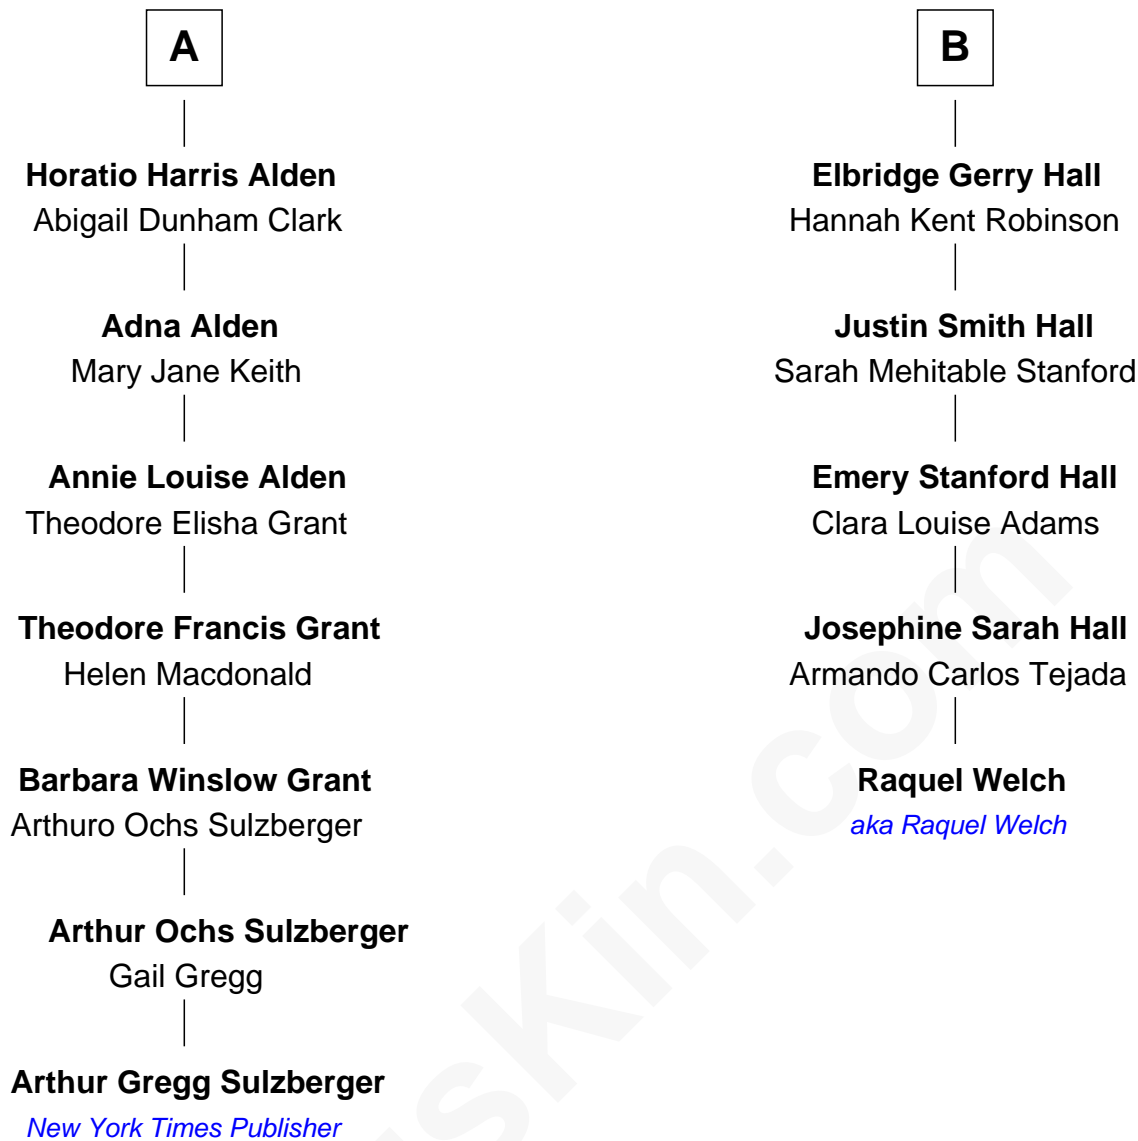 A
Horatio Harris Alden
Abigail Dunham Clark
Adna Alden
Mary Jane Keith
Annie Louise Alden
Theodore Elisha Grant
Theodore Francis Grant
Helen Macdonald
Barbara Winslow Grant
Arthuro Ochs Sulzberger
Arthur Ochs Sulzberger
Gail Gregg
Arthur Gregg Sulzberger
New York Times Publisher
B
Elbridge Gerry Hall
Hannah Kent Robinson
Justin Smith Hall
Sarah Mehitable Stanford
Emery Stanford Hall
Clara Louise Adams
Josephine Sarah Hall
Armando Carlos Tejada
Raquel Welch
aka Raquel Welch
sKin.com